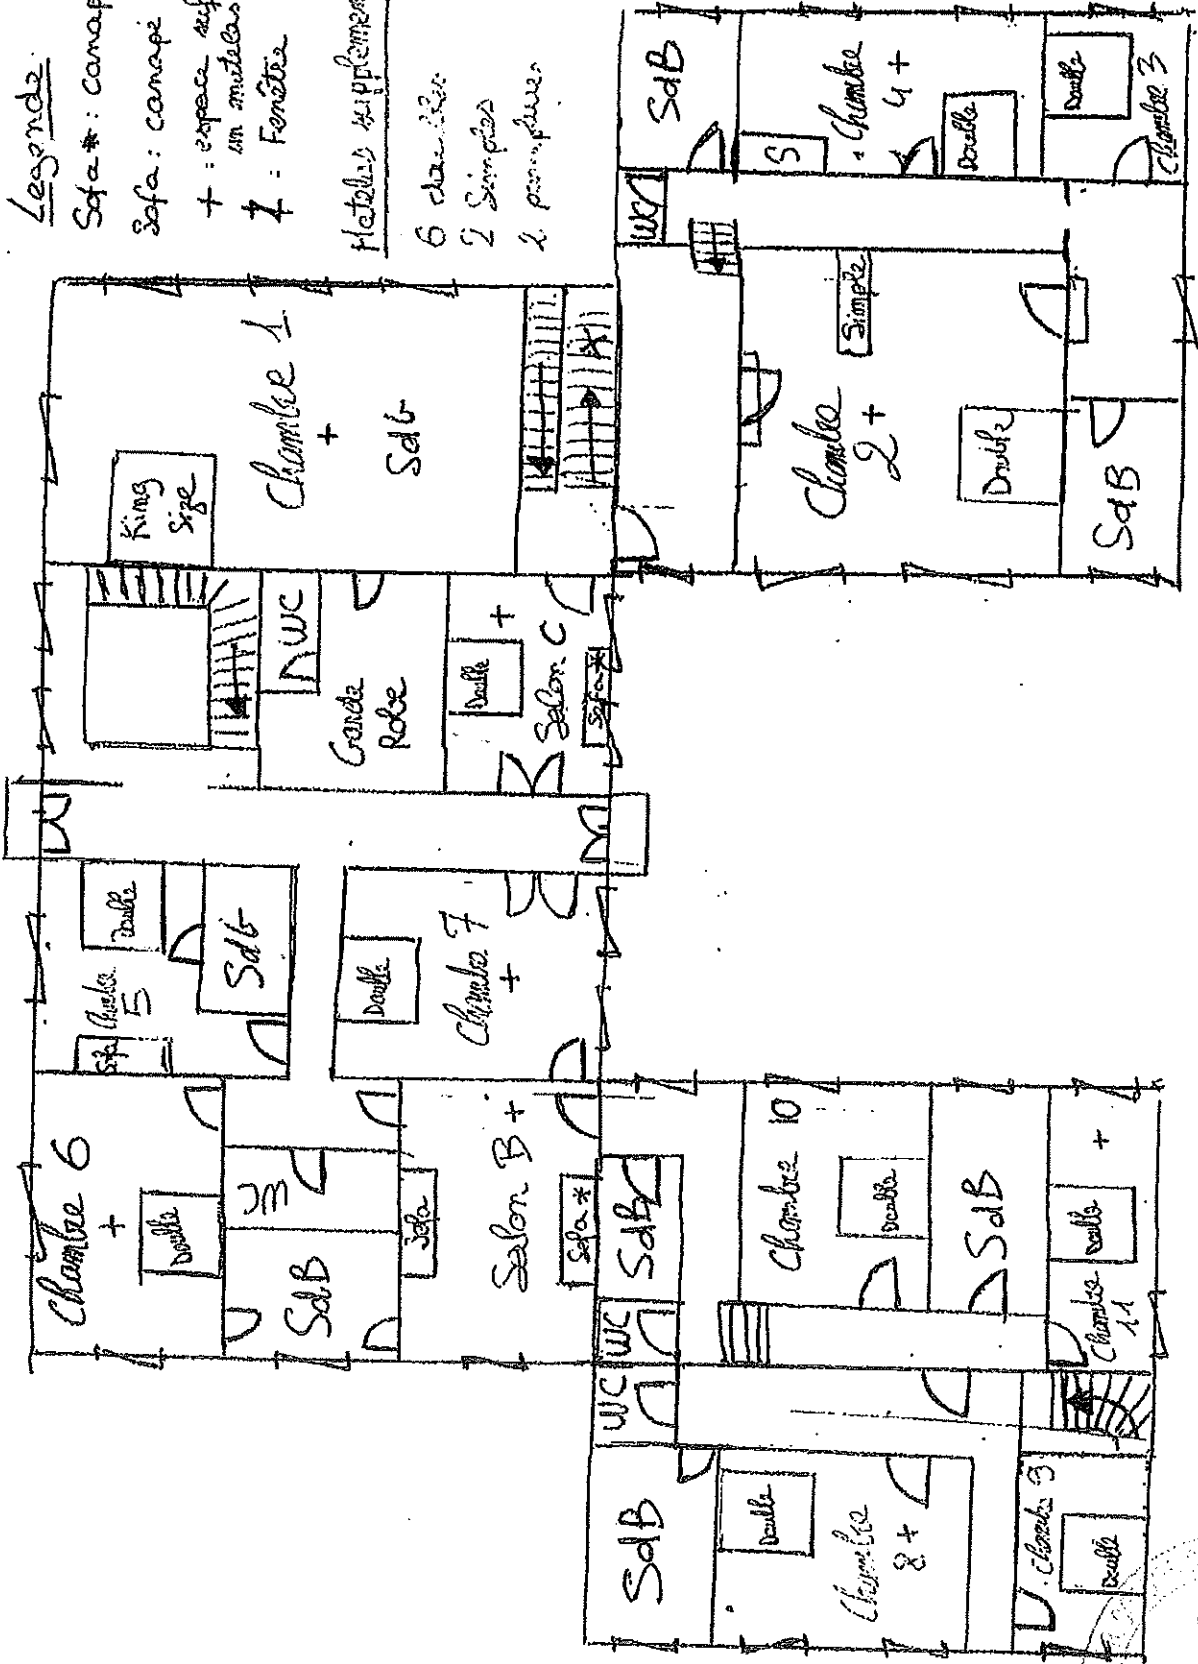 Légende
Sofa*: canap
Sofa: canapé
+ = espace suf
un matelas
= Fenêtre
Matelas supplémen
6
2 Simples
2
Chambre 1
+
Sdb
King
Size
WC
Garde
Robe
Double
+
Salon C
Sofa*
SdB
WC
S
Chambre
4 +
Double
Double
Chambre 3
Simple
Chambre
2 +
Double
SdB
Double
Chambre
5
Sofa
Sdb
Double
Chambre 7
+
Chambre 6
+
Double
SdB
Sofa
Salon B +
Sofa *
SdB
WC
WC
Chambre 10
Double
SdB
+
Double
Chambre
11
SdB
Double
Chambre
8 +
Chambre 9
Double